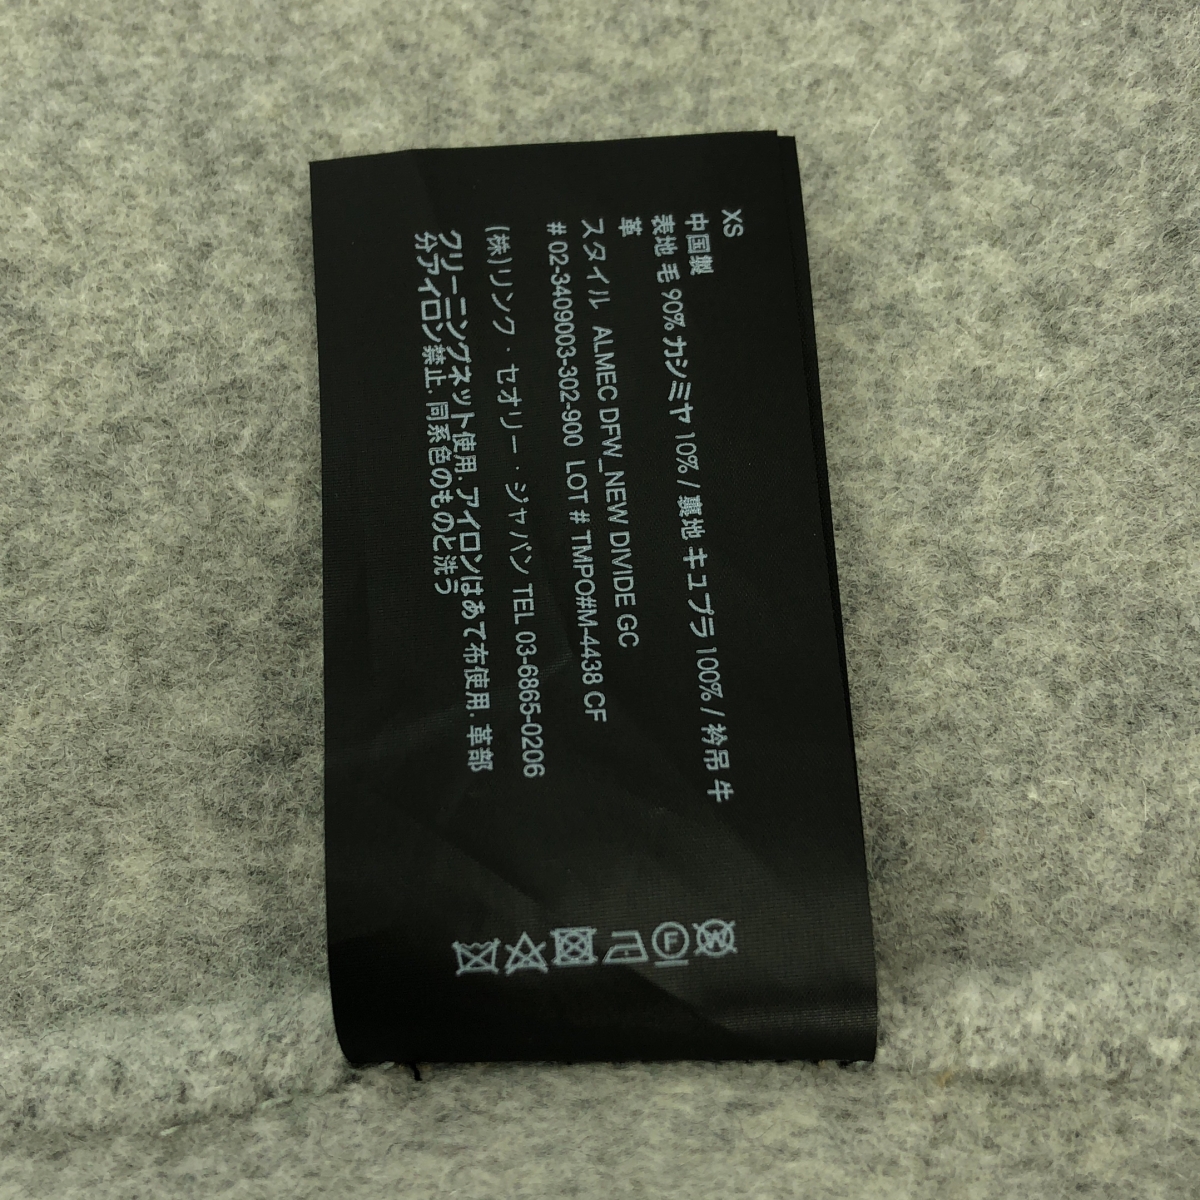 XS
中国製
表地 毛 90% カシミヤ 10% / 裏地 キュプラ 100% / 衿吊 牛
革
スタイル ALMEC DFW_NEW DIVIDE GC
# 02-3409003-302-900 LOT # TMPO#M-4438 CF
(株)リンク・セオリー・ジャパン TEL 03-6865-0206
クリーニングネット使用. アイロンはあて布使用. 革部
分アイロン禁止. 同系色のものと洗う
W
F